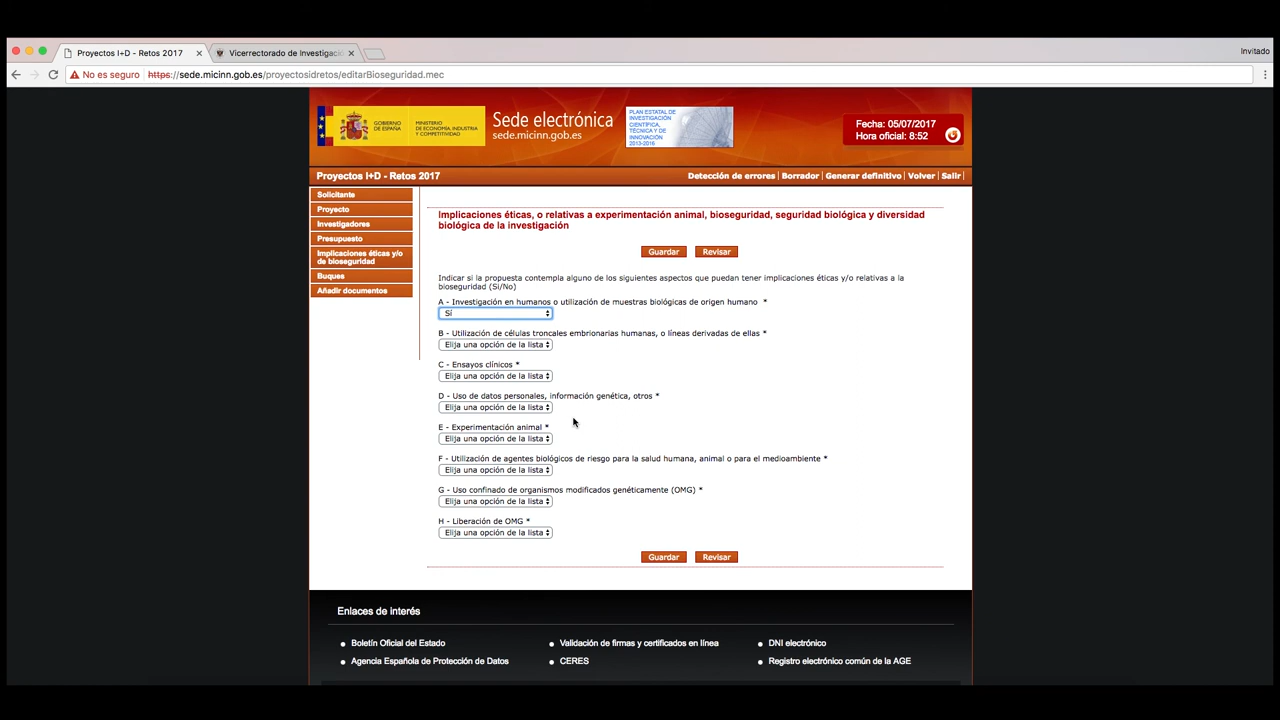 Proyectos I+D - Retos 2017
Vicerrectorado de Investigaci
Invitado
No es seguro
https://sede.micinn.gob.es/proyectosidretos/editarBioseguridad.mec
GOBIERNO DE ESPAÑA
MINISTERIO DE ECONOMÍA, INDUSTRIA Y COMPETITIVIDAD
Sede electrónica
sede.micinn.gob.es
PLAN ESTATAL DE
INVESTIGACIÓN
CIENTÍFICA,
TÉCNICA Y DE
INNOVACIÓN
2013-2016
Fecha: 05/07/2017
Hora oficial: 8:52
Proyectos I+D - Retos 2017
Detección de errores | Borrador | Generar definitivo | Volver | Salir |
Solicitante
Proyecto
Investigadores
Presupuesto
Implicaciones éticas y/o
de bioseguridad
Buques
Añadir documentos
Implicaciones éticas, o relativas a experimentación animal, bioseguridad, seguridad biológica y diversidad
biológica de la investigación
Guardar
Revisar
Indicar si la propuesta contempla alguno de los siguientes aspectos que puedan tener implicaciones éticas y/o relativas a la
bioseguridad (Si/No)
A - Investigación en humanos o utilización de muestras biológicas de origen humano *
Sí
B - Utilización de células troncales embrionarias humanas, o líneas derivadas de ellas *
Elija una opción de la lista
C - Ensayos clínicos *
Elija una opción de la lista
D - Uso de datos personales, información genética, otros *
Elija una opción de la lista
E - Experimentación animal *
Elija una opción de la lista
F - Utilización de agentes biológicos de riesgo para la salud humana, animal o para el medioambiente *
Elija una opción de la lista
G - Uso confinado de organismos modificados genéticamente (OMG) *
Elija una opción de la lista
H - Liberación de OMG *
Elija una opción de la lista
Guardar
Revisar
Enlaces de interés
Boletín Oficial del Estado
Validación de firmas y certificados en línea
DNI electrónico
Agencia Española de Protección de Datos
CERES
Registro electrónico común de la AGE